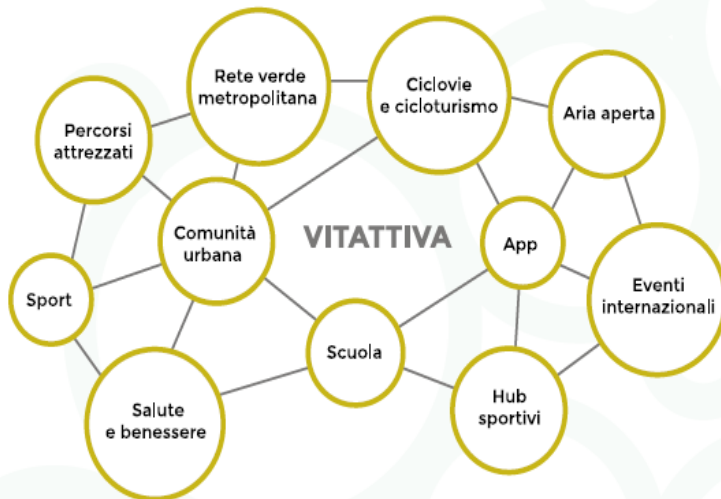 Rete verde
metropolitana
Ciclovie
e cicloturismo
Aria aperta
Percorsi
attrezzati
Comunità
urbana
VITATTIVA
App
Sport
Eventi
internazionali
Scuola
Salute
e benessere
Hub
sportivi